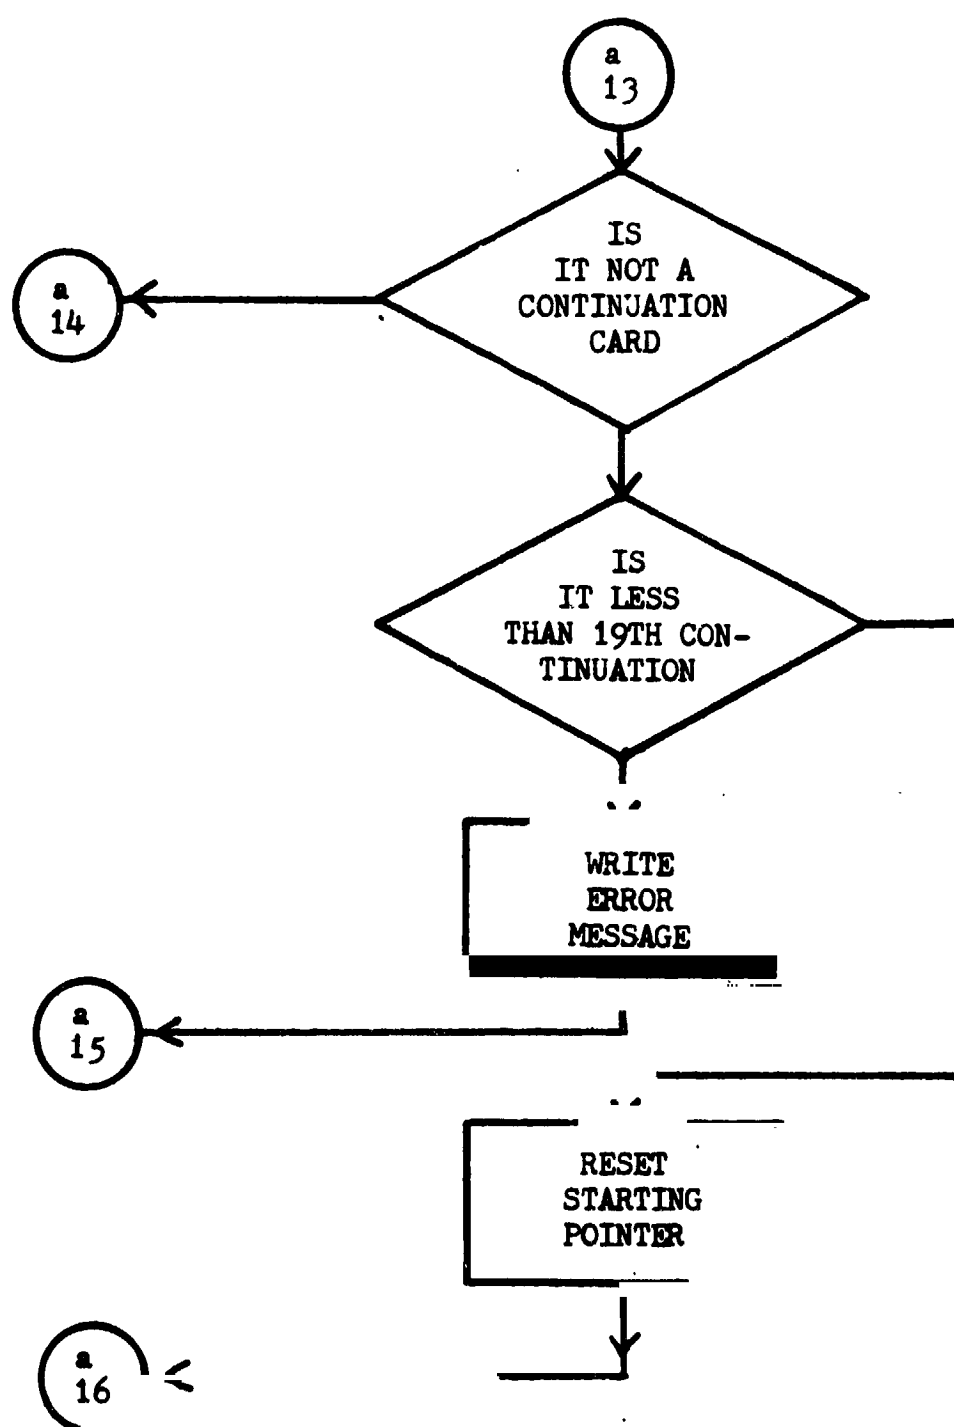 a
13
IS
IT NOT A
CONTINUATION
CARD
a
14
IS
IT LESS
THAN 19TH CON-
TINUATION
WRITE
ERROR
MESSAGE
a
15
RESET
STARTING
POINTER
a
16